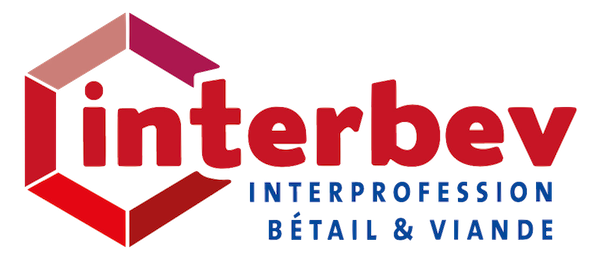 interbev
INTERPROFESSION
BÉTAIL & VIANDE